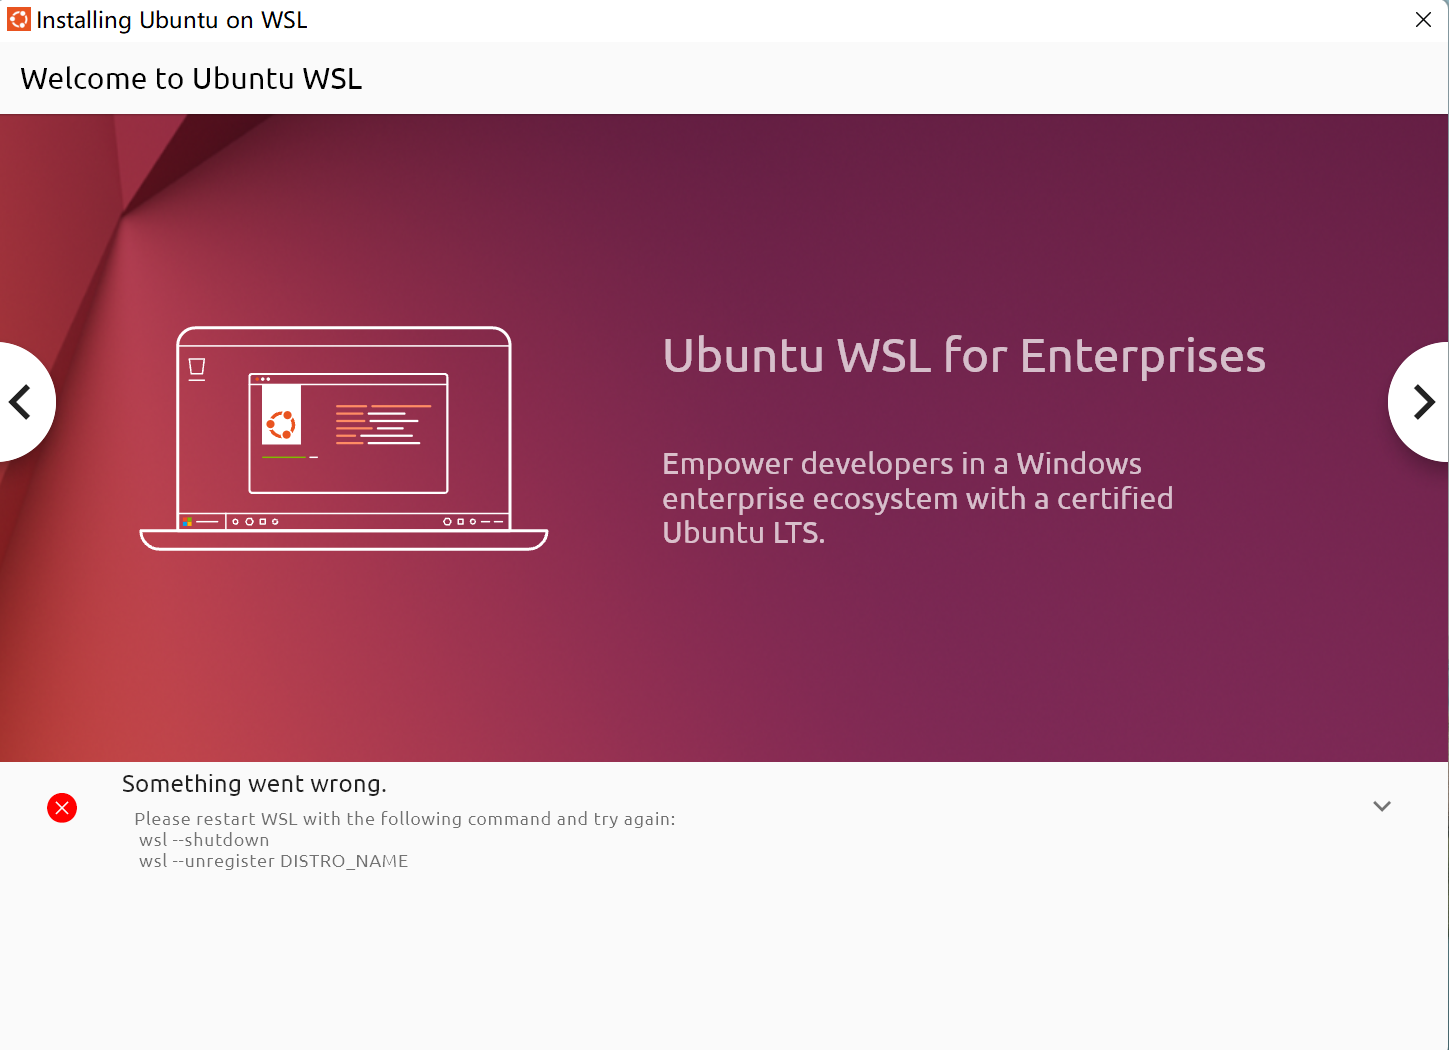 Installing Ubuntu on WSL
Welcome to Ubuntu WSL
Ubuntu WSL for Enterprises
Empower developers in a Windows
enterprise ecosystem with a certified
Ubuntu LTS.
Something went wrong.
Please restart WSL with the following command and try again:
wsl --shutdown
wsl --unregister DISTRO_NAME